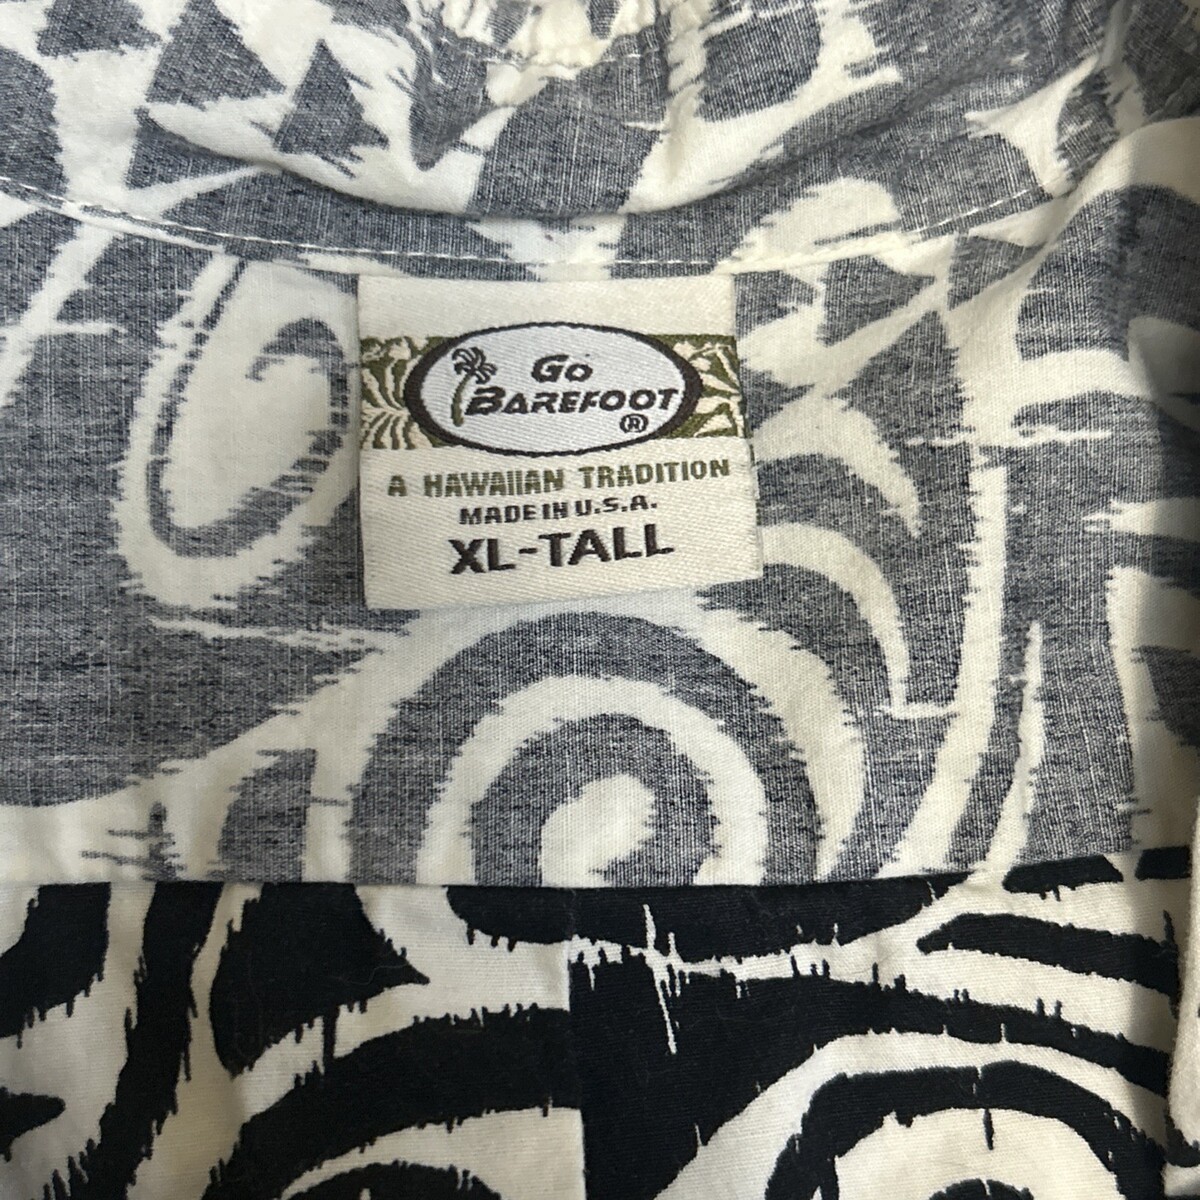 Go
BAREFOOT
®
A HAWAIIAN TRADITION
MADE IN U.S.A.
XL-TALL